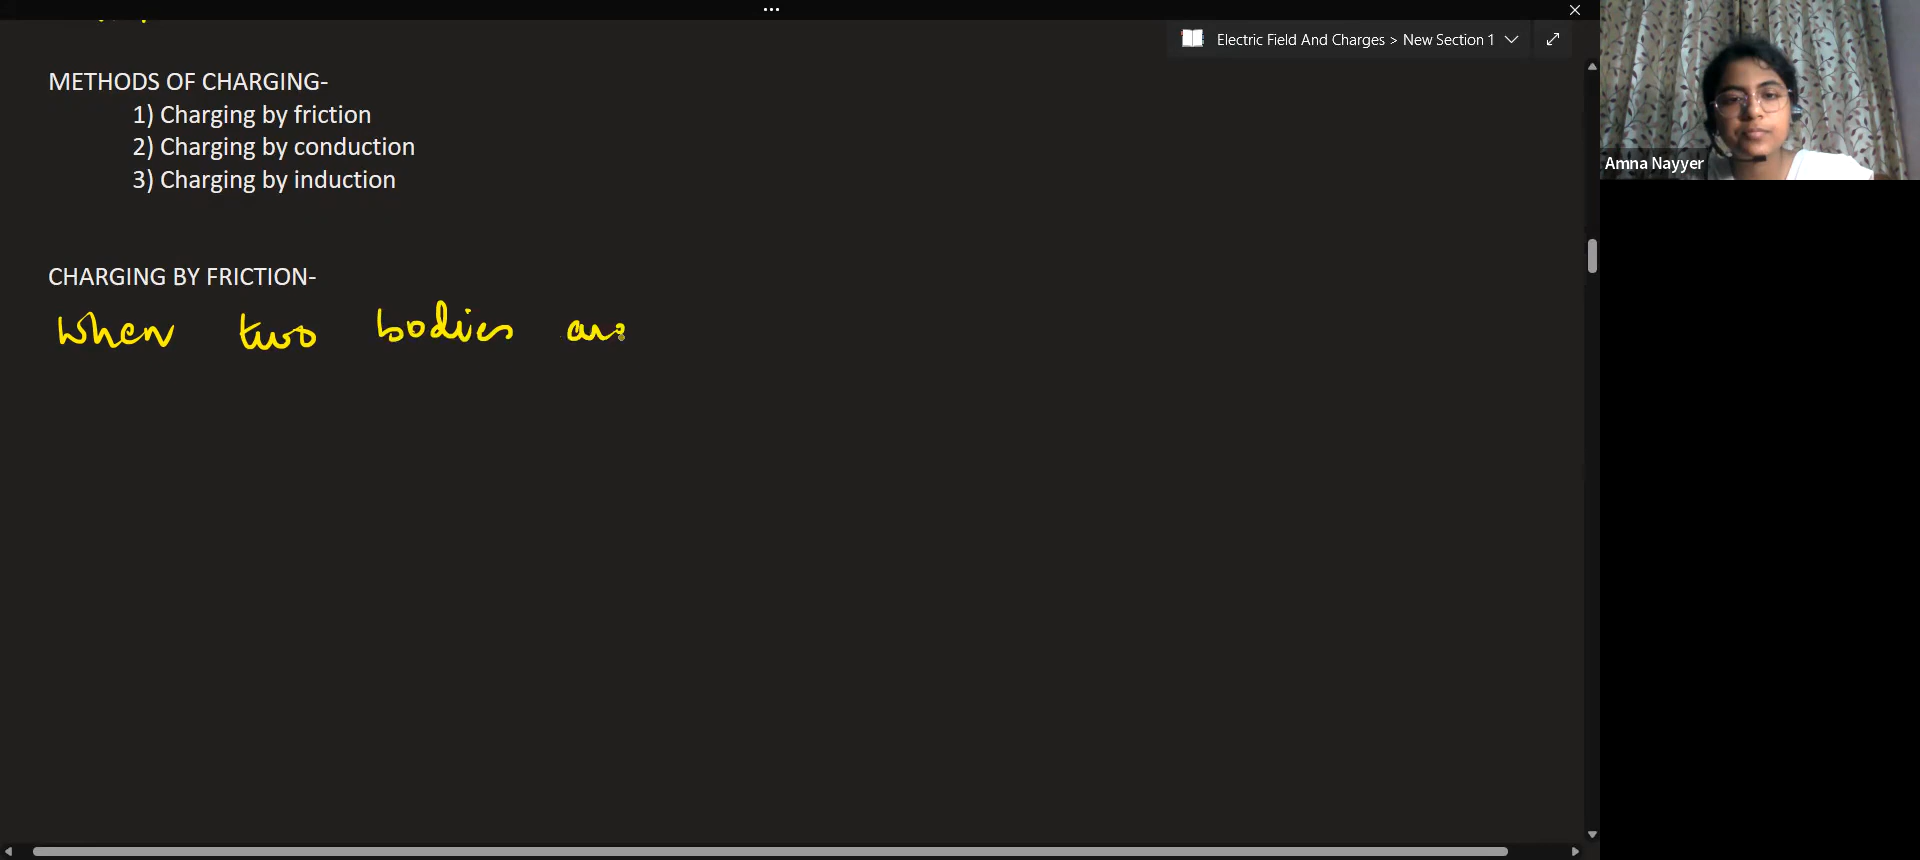 Electric Field And Charges > New Section 1
METHODS OF CHARGING-
1) Charging by friction
2) Charging by conduction
3) Charging by induction
Amna Nayyer
CHARGING BY FRICTION-
when two bodies are